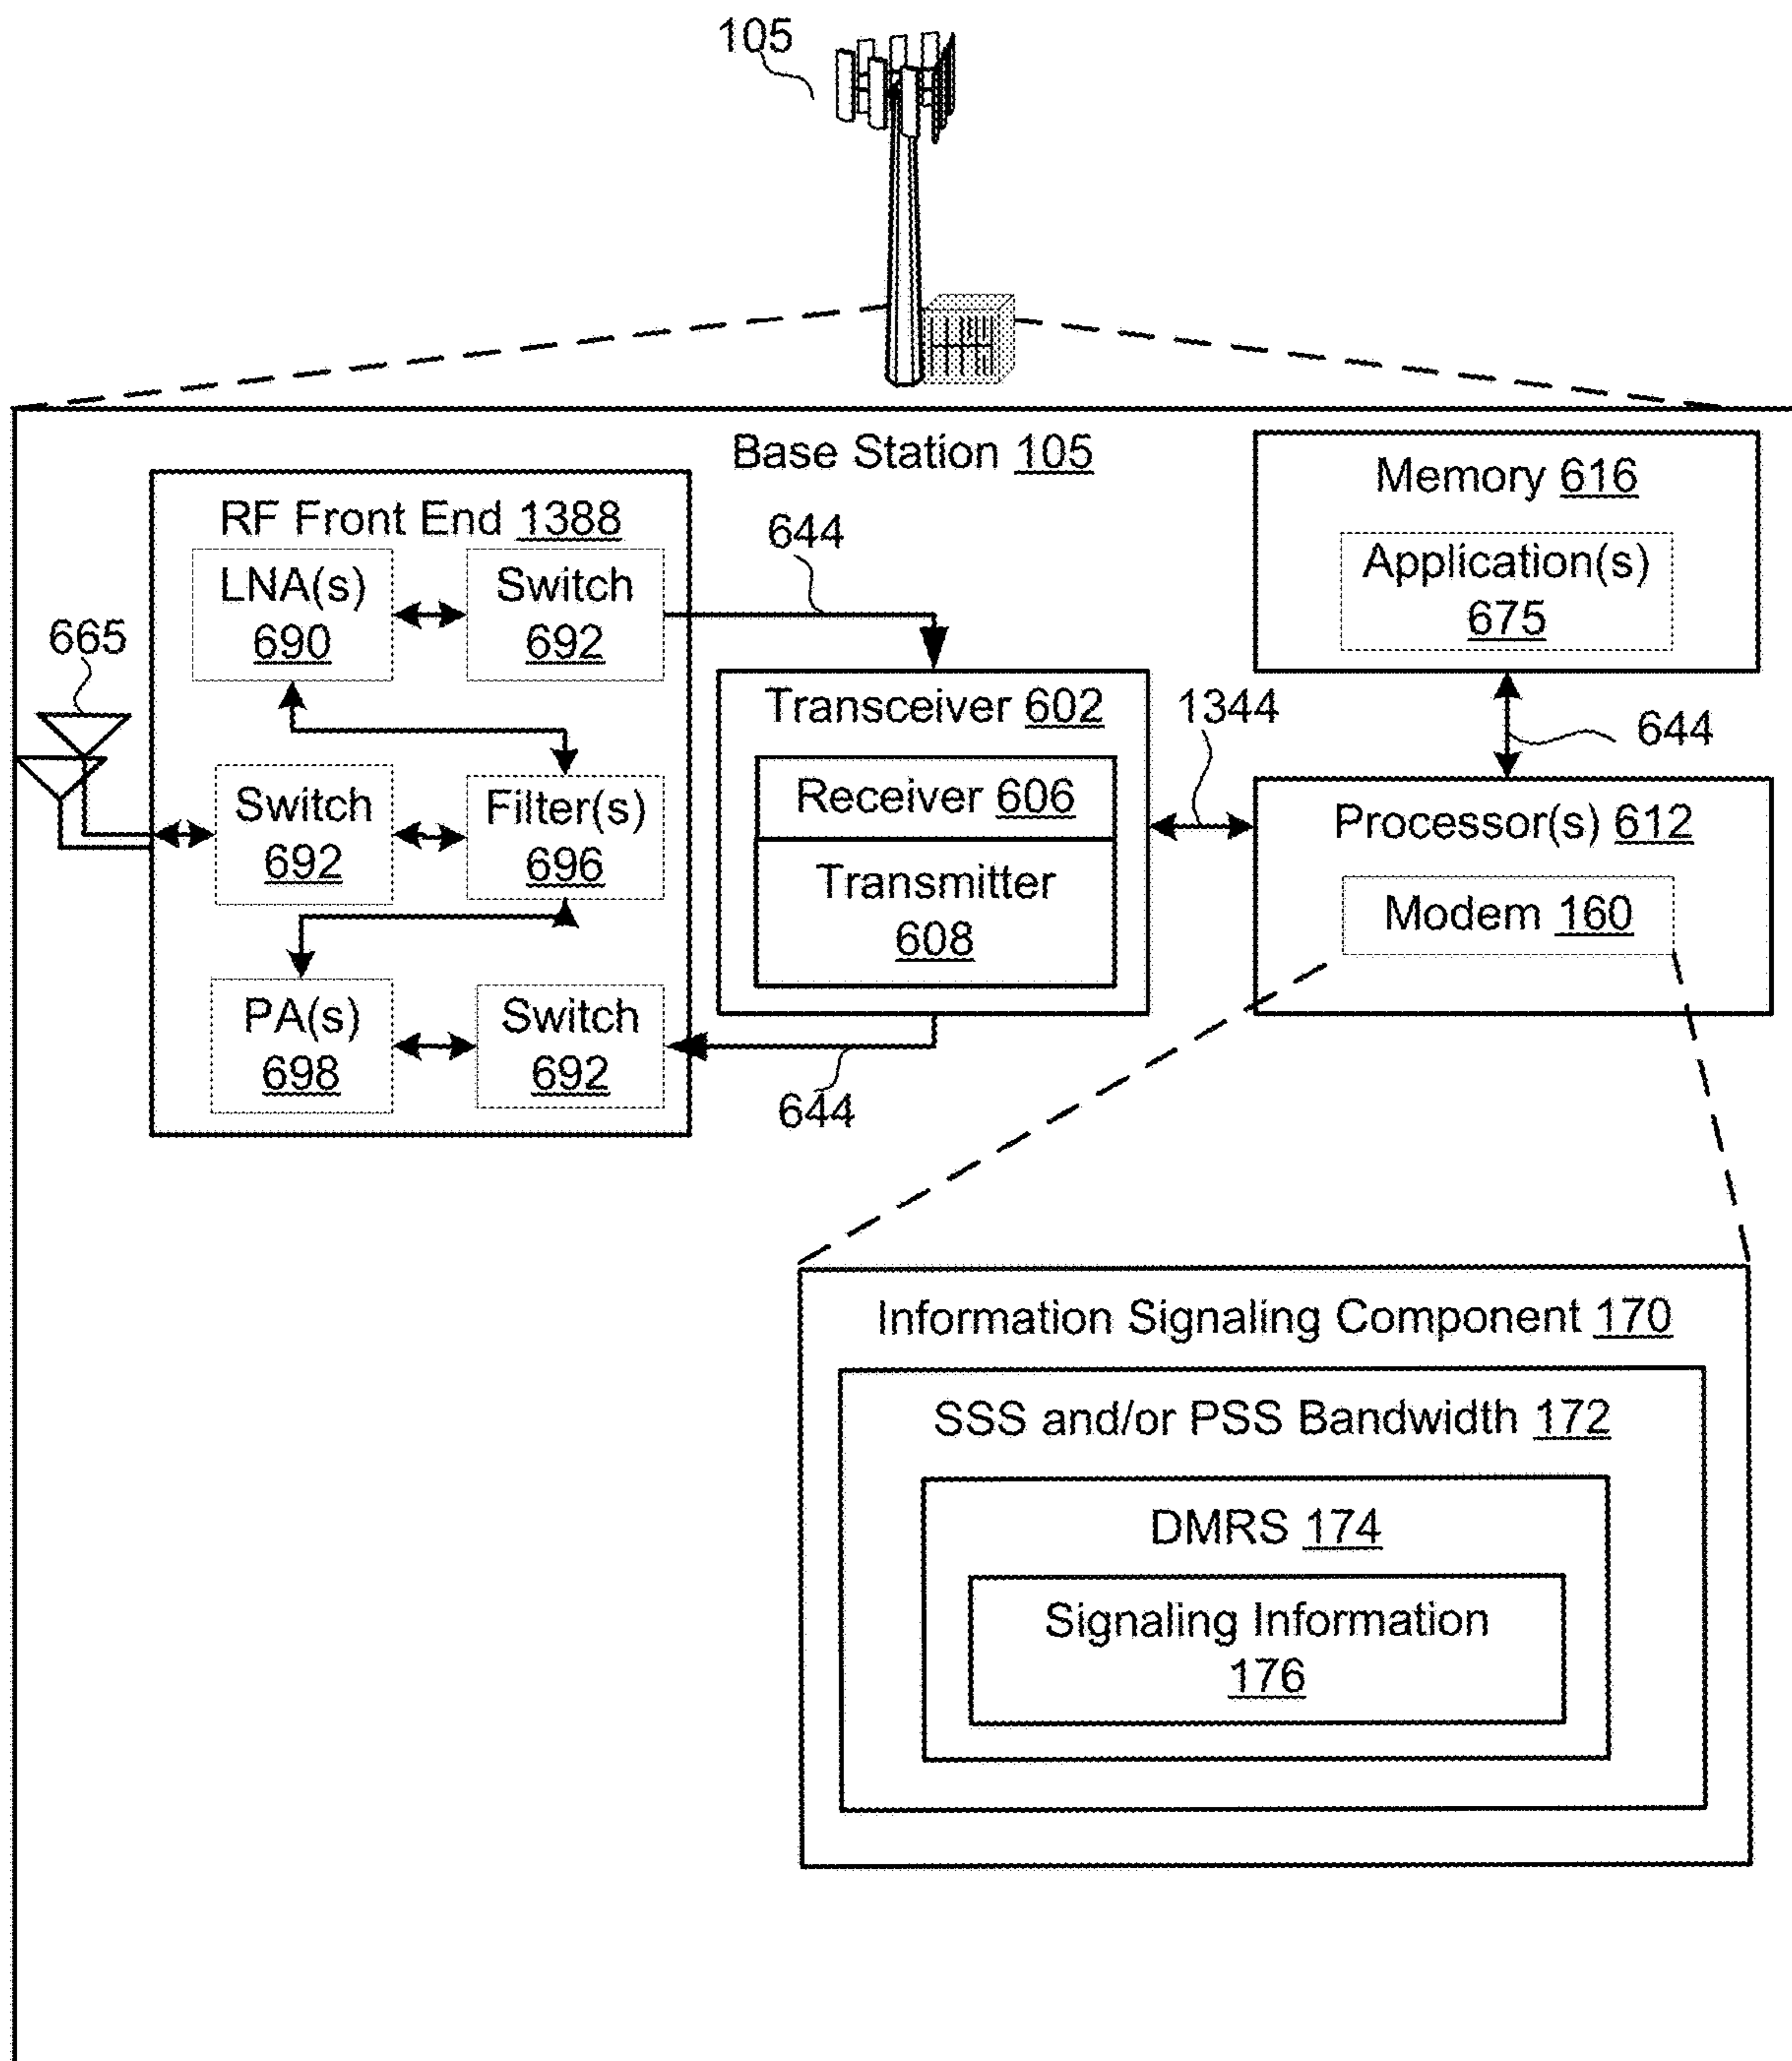 105
Base Station 105
RF Front End 1388
LNA(s)
690
Switch
692
644
665
Switch
692
Filter(s)
696
PA(s)
698
Switch
692
644
Transceiver 602
Receiver 606
Transmitter
608
1344
Memory 616
Application(s)
675
644
Processor(s) 612
Modem 160
Information Signaling Component 170
SSS and/or PSS Bandwidth 172
DMRS 174
Signaling Information
176